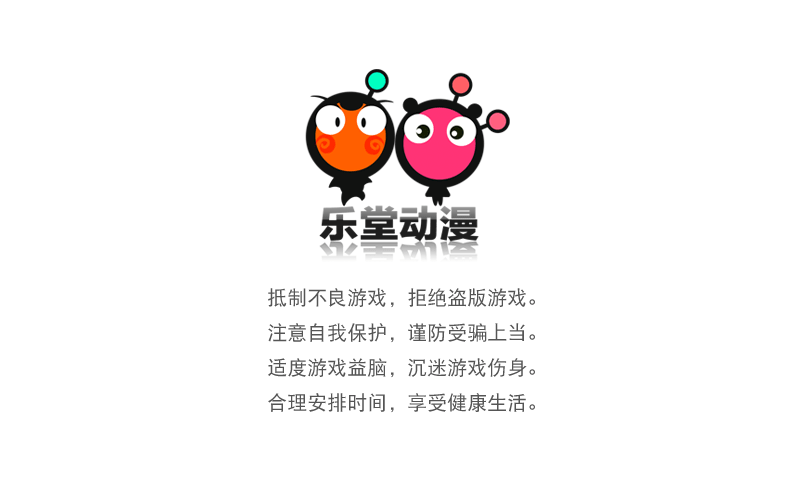 乐堂动漫
抵制不良游戏，拒绝盗版游戏。
注意自我保护，谨防受骗上当。
适度游戏益脑，沉迷游戏伤身。
合理安排时间，享受健康生活。